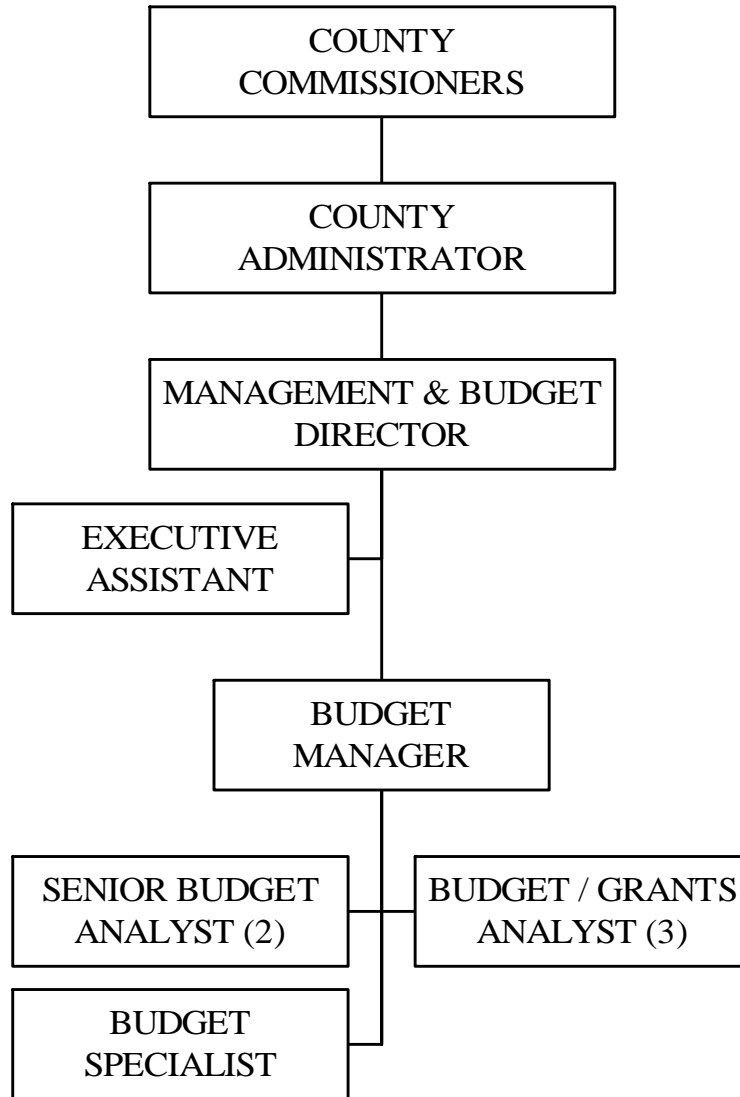 COUNTY
COMMISSIONERS
COUNTY
ADMINISTRATOR
MANAGEMENT & BUDGET
DIRECTOR
EXECUTIVE
ASSISTANT
BUDGET
MANAGER
SENIOR BUDGET
ANALYST (2)
BUDGET / GRANTS
ANALYST (3)
BUDGET
SPECIALIST